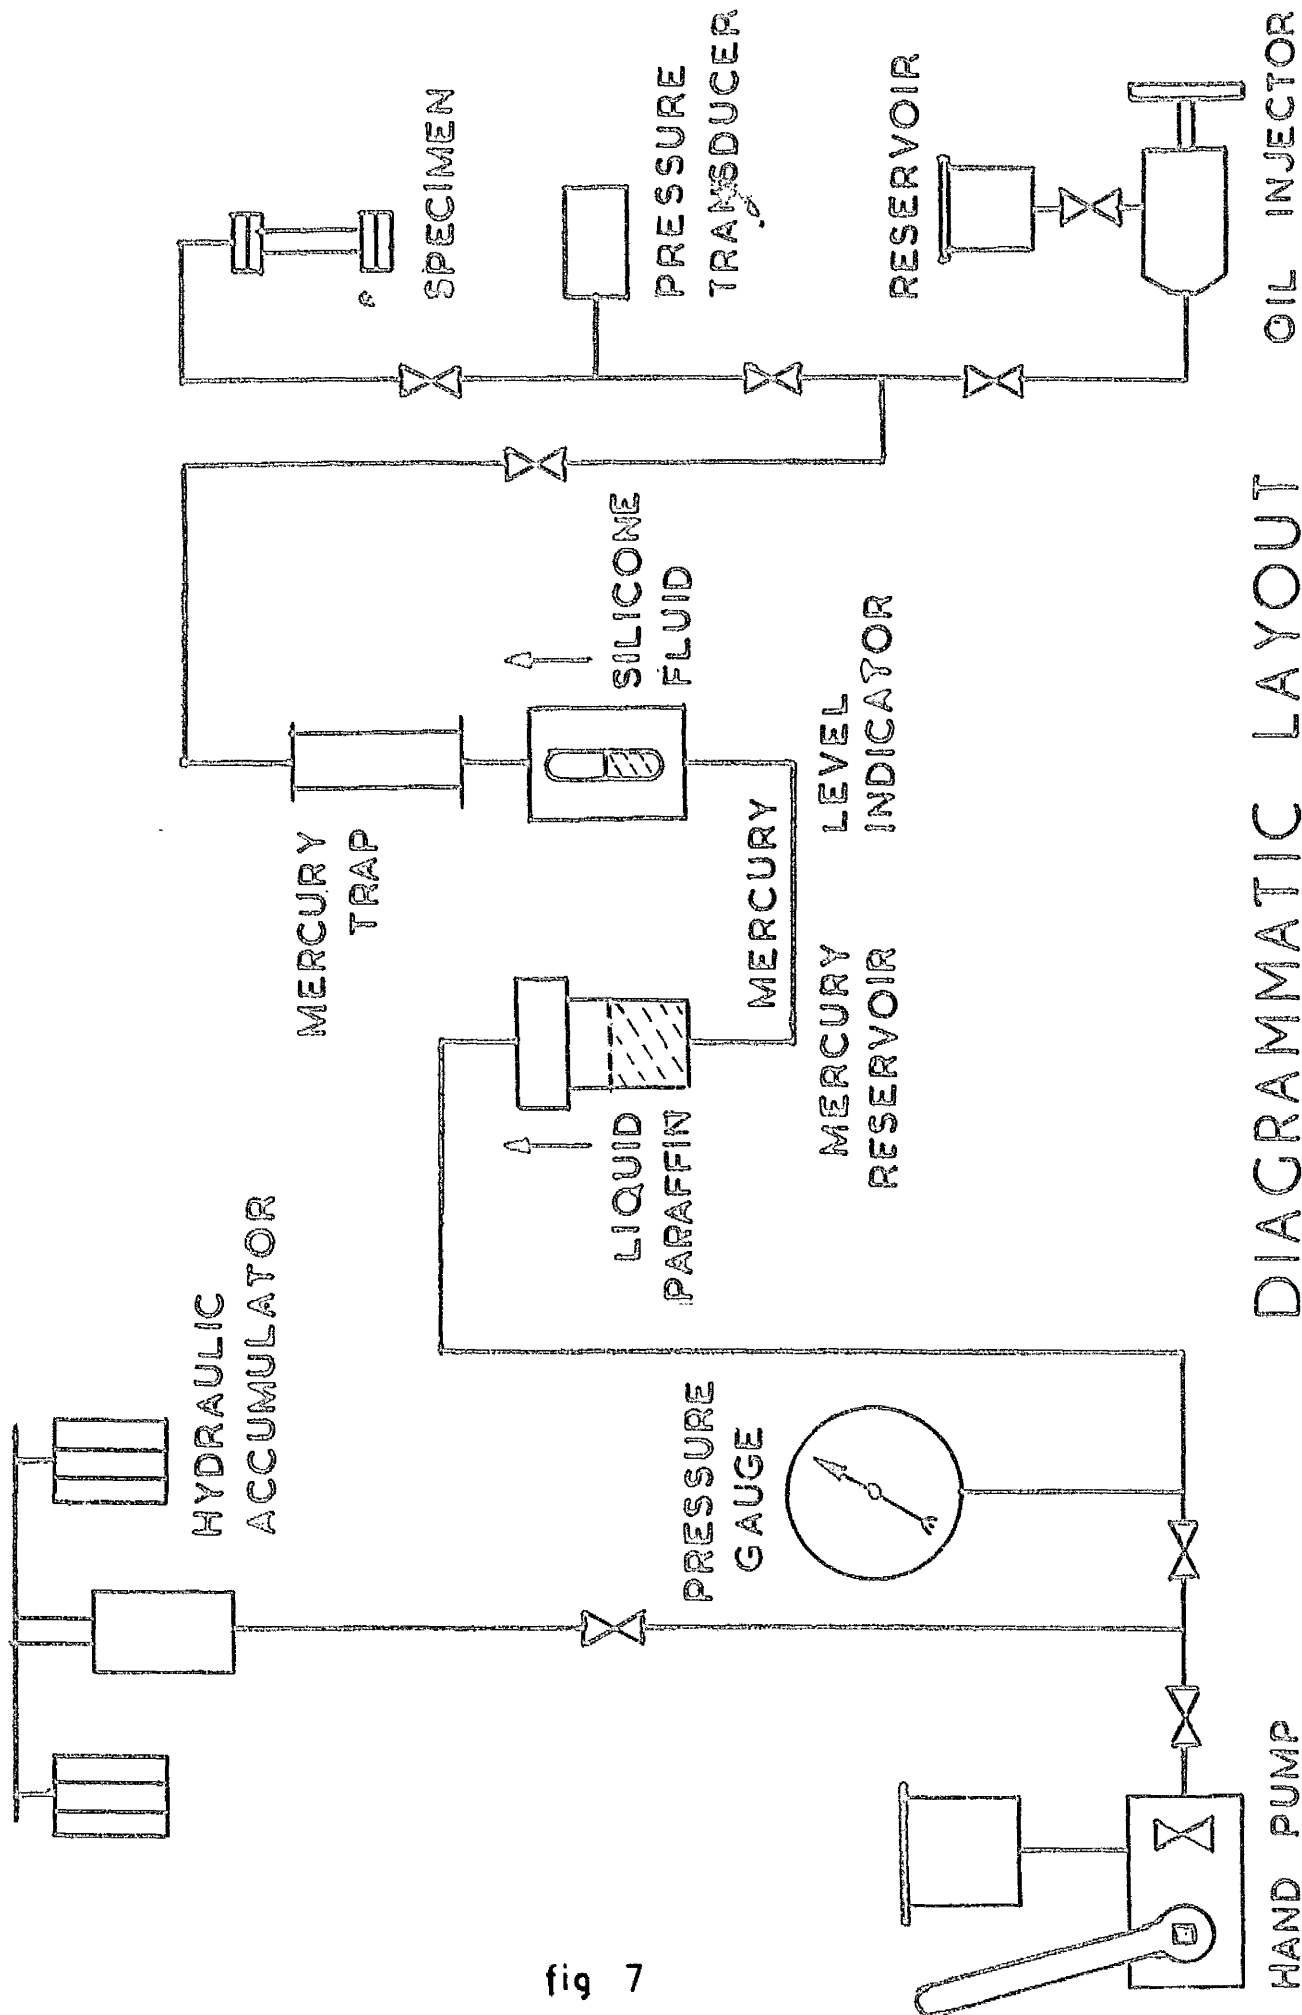 HYDRAULIC
ACCUMULATOR
PRESSURE
GAUGE
HAND PUMP
LIQUID
PARAFFIN
MERCURY
RESERVOIR
MERCURY
MERCURY
TRAP
SILICONE
FLUID
LEVEL
INDICATOR
SPECIMEN
PRESSURE
TRANSDUCER
RESERVOIR
OIL INJECTOR
DIAGRAMMATIC LAYOUT
fig 7